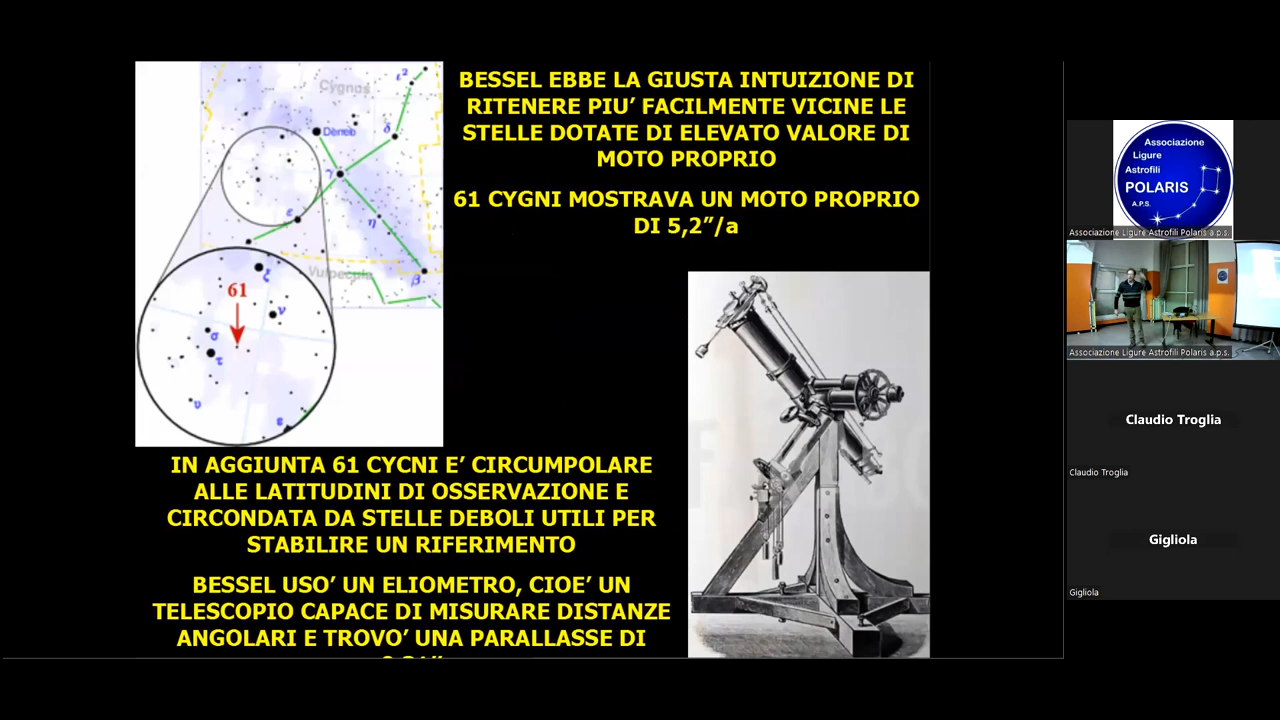 BESSEL EBBE LA GIUSTA INTUIZIONE DI
RITENERE PIU’ FACILMENTE VICINE LE
STELLE DOTATE DI ELEVATO VALORE DI
MOTO PROPRIO
61 CYGNI MOSTRAVA UN MOTO PROPRIO
DI 5,2”/a
Cygnus
ι2
Deneb
δ
γ
ε
η
Vulpecula
β
ζ
61
ν
σ
τ
υ
ε
IN AGGIUNTA 61 CYCNI E’ CIRCUMPOLARE
ALLE LATITUDINI DI OSSERVAZIONE E
CIRCONDATA DA STELLE DEBOLI UTILI PER
STABILIRE UN RIFERIMENTO
BESSEL USO’ UN ELIOMETRO, CIOE’ UN
TELESCOPIO CAPACE DI MISURARE DISTANZE
ANGOLARI E TROVO’ UNA PARALLASSE DI
Associazione
Ligure
Astrofili
POLARIS
A.P.S.
Associazione Ligure Astrofili Polaris a.p.s.
Associazione Ligure Astrofili Polaris a.p.s.
Claudio Troglia
Claudio Troglia
Gigliola
Gigliola